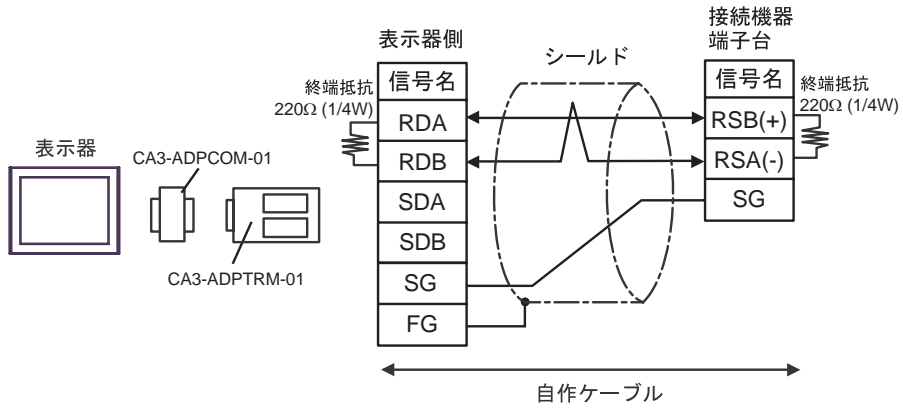 表示器
CA3-ADPCOM-01
CA3-ADPTRM-01
表示器側
終端抵抗
220Ω (1/4W)
信号名
RDA
RDB
SDA
SDB
SG
FG
シールド
接続機器
端子台
信号名
RSB(+)
RSA(-)
SG
終端抵抗
220Ω (1/4W)
自作ケーブル